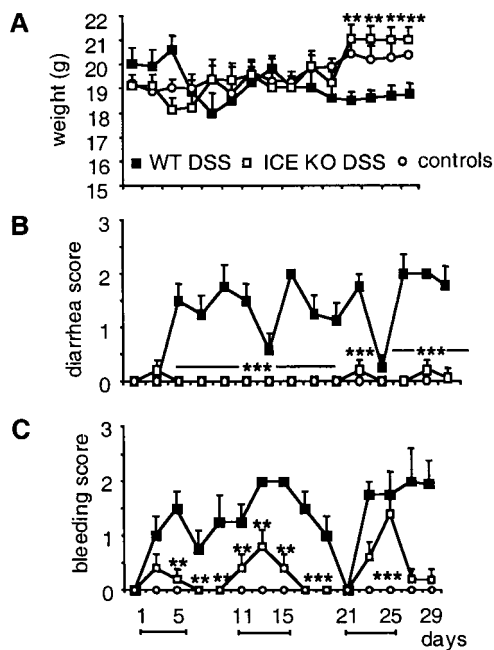 A
weight (g)
22
21
20
19
18
17
16
15
** ** ** **
WT DSS ICE KO DSS controls
B
diarrhea score
3
2
1
0
*** *** ***
C
bleeding score
3
2
1
0
** ** ** ** ** ** *** ***
1 5 11 15 21 25 29
days